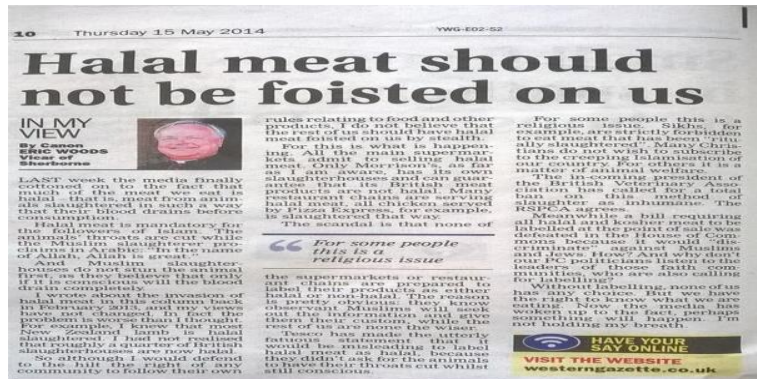 10 Thursday 15 May 2014 YWG-E02-S2
Halal meat should
not be foisted on us
IN MY
VIEW
By Canon
ERIC WOODS
Vicar of
Sherborne
LAST week the media finally
cottoned on to the fact that
much of the meat we eat is
halal – that is, meat from anim-
als slaughtered in such a way
that their blood drains before
consumption.
Halal meat is mandatory for
the followers of Islam. The
animals' throats are cut while
the Muslim slaughterer pro-
claims in Arabic: "In the name
of Allah, Allah is great."
And Muslim slaughter-
houses do not stun the animal
first, as they believe that only
if it is conscious will the blood
drain completely.
I wrote about the invasion of
halal meat in this column back
in February, and my views
have not changed. In fact the
problem is worse than I thought.
For example, I knew that most
New Zealand lamb is halal
slaughtered. I had not realised
that roughly a quarter of British
slaughterhouses are now halal.
So although I would defend
to the hilt the right of any
community to follow their own
rules relating to food and other
products, I do not believe that
the rest of us should have halal
meat foisted on us by stealth.
For this is what is happen-
ing. All the main supermar-
kets admit to selling halal
meat. Only Morrison's, as far
as I am aware, has its own
slaughterhouses and can guar-
antee that its British meat
products are not halal. Many
restaurant chains are serving
halal meat, all chicken served
by Pizza Express, for example,
is slaughtered that way.
The scandal is that none of
“ For some people
this is a
religious issue
the supermarkets or restaur-
ant chains are prepared to
label their products as either
halal or non-halal. The reason
is pretty obvious: they know
observant Muslims will seek
out the information and give
them their custom, whilst the
rest of us are none the wiser.
Tesco has made the utterly
fatuous statement that it
would be misleading to label
halal meat as halal, because
they didn't ask for the animals
to have their throats cut whilst
still conscious.
For some people this is a
religious issue. Sikhs, for
example, are strictly forbidden
to eat meat that has been 'ritu-
ally slaughtered'. Many Chris-
tians do not wish to subscribe
to the creeping Islamisation of
our country. For others it is a
matter of animal welfare.
The in-coming president of
the British Veterinary Asso-
ciation has called for a total
ban on this method of
slaughter as inhumane. The
RSPCA agrees.
Meanwhile a bill requiring
all halal and kosher meat to be
labelled at the point of sale was
defeated in the House of Com-
mons because it would "dis-
criminate" against Muslims
and Jews. How? And why don't
our PC politicians listen to the
leaders of those faith com-
munities, who are also calling
for labelling?
Without labelling, none of us
has any choice. But we have
the right to know what we are
eating. Now the media has
woken up to the fact, perhaps
something will happen. I'm
not holding my breath.
HAVE YOUR
SAY ONLINE
VISIT THE WEBSITE
westerngazette.co.uk